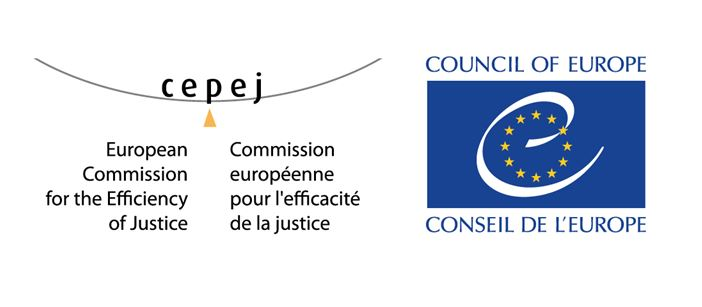 cepej
European
Commission
for the Efficiency
of Justice
Commission
européenne
pour l'efficacité
de la justice
COUNCIL OF EUROPE
CONSEIL DE L'EUROPE